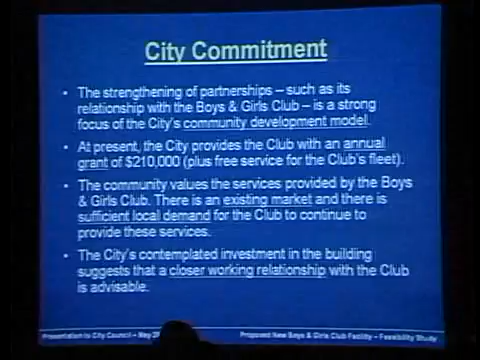 City Commitment
• The strengthening of partnerships – such as its
relationship with the Boys & Girls Club – is a strong
focus of the City's community development model.
• At present, the City provides the Club with an annual
grant of $210,000 (plus free service for the Club's fleet).
• The community values the services provided by the Boys
& Girls Club. There is an existing market and there is
sufficient local demand for the Club to continue to
provide these services.
• The City's contemplated investment in the building
suggests that a closer working relationship with the Club
is advisable.
Presentation to City Council – May
Proposed New Boys & Girls Club Facility – Feasibility Study